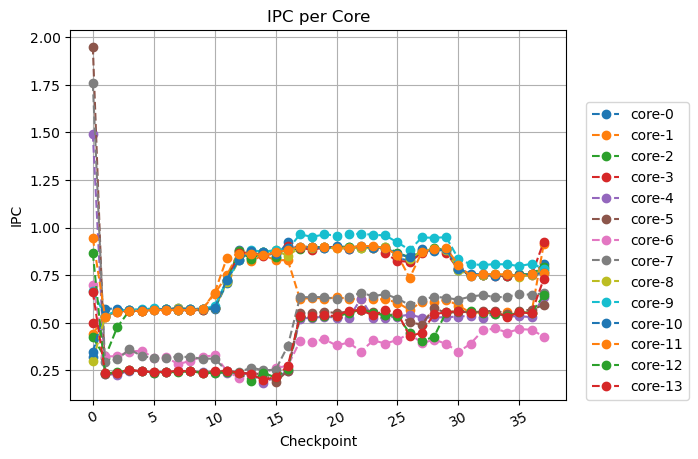 IPC per Core
2.00
1.75
1.50
1.25
1.00
0.75
0.50
0.25
IPC
0
5
10
15
20
25
30
35
Checkpoint
core-0
core-1
core-2
core-3
core-4
core-5
core-6
core-7
core-8
core-9
core-10
core-11
core-12
core-13